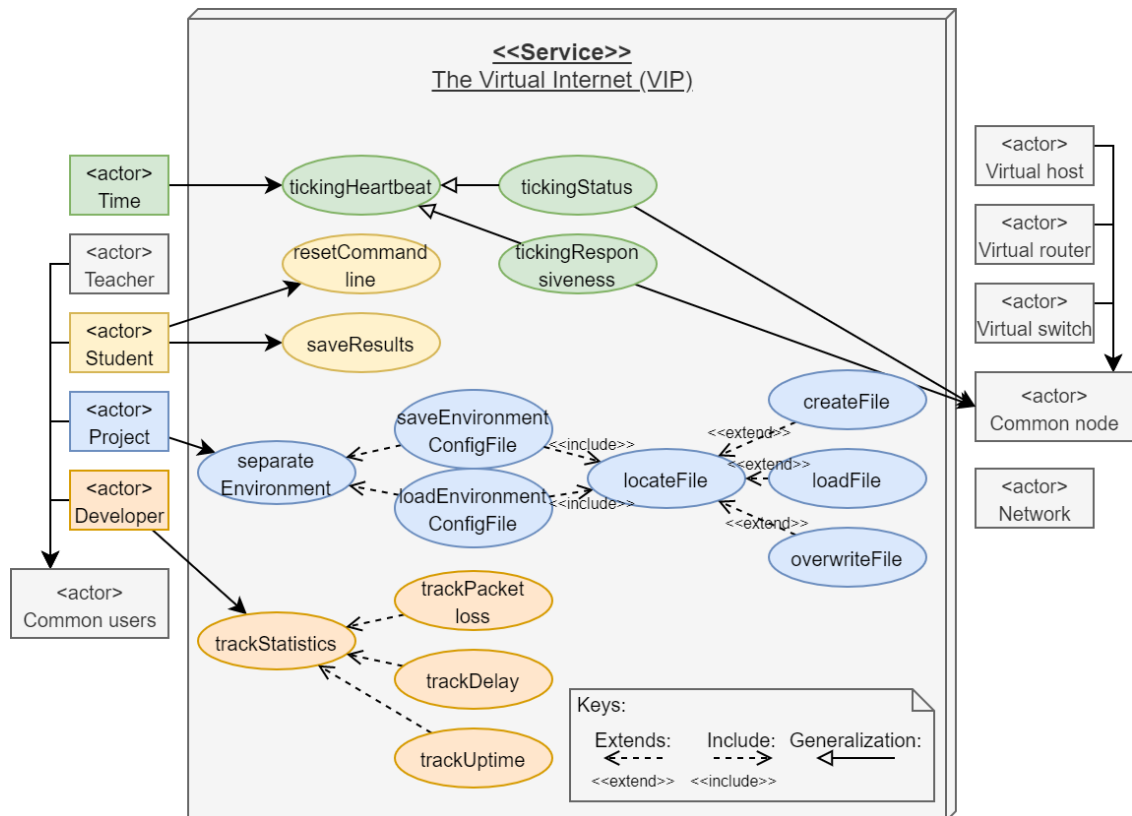 <<Service>>
The Virtual Internet (VIP)
<actor>
Time
<actor>
Teacher
<actor>
Student
<actor>
Project
<actor>
Developer
<actor>
Common users
tickingHeartbeat
tickingStatus
tickingRespon
siveness
resetCommand
line
saveResults
separate
Environment
saveEnvironment
ConfigFile
loadEnvironment
ConfigFile
<<include>>
<<include>>
locateFile
<<extend>>
<<extend>>
<<extend>>
createFile
loadFile
overwriteFile
trackStatistics
trackPacket
loss
trackDelay
trackUptime
<actor>
Virtual host
<actor>
Virtual router
<actor>
Virtual switch
<actor>
Common node
<actor>
Network
Keys:
Extends:
Include:
Generalization:
<<extend>>
<<include>>